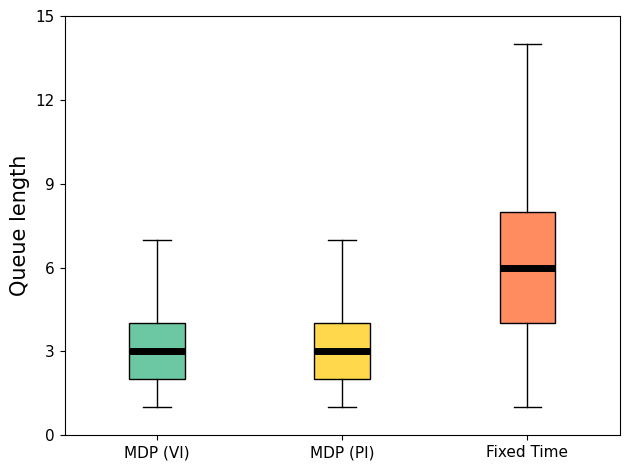 Queue length
15
12
9
6
3
0
MDP (VI)
MDP (PI)
Fixed Time